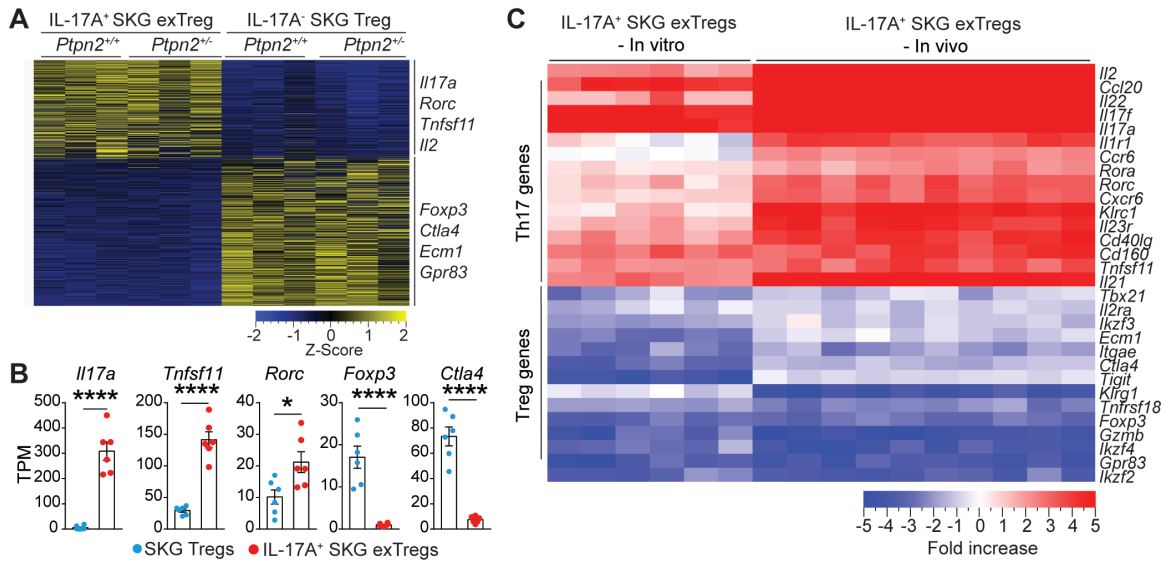 A
IL-17A⁺ SKG exTreg
IL-17A⁻ SKG Treg
Ptpn2⁺/⁺
Ptpn2⁺/⁻
Ptpn2⁺/⁺
Ptpn2⁺/⁻
Il17a
Rorc
Tnfsf11
Il2
Foxp3
Ctla4
Ecm1
Gpr83
-2
-1
0
1
2
Z-Score
B
Il17a
Tnfsf11
Rorc
Foxp3
Ctla4
****
****
*
****
****
TPM
500
400
300
200
100
0
200
150
100
50
0
40
30
20
10
0
30
20
10
0
100
80
60
40
20
0
SKG Tregs
IL-17A⁺ SKG exTregs
C
IL-17A⁺ SKG exTregs
- In vitro
IL-17A⁺ SKG exTregs
- In vivo
Th17 genes
Il2
Ccl20
Il22
Il17f
Il17a
Il1r1
Ccr6
Rora
Rorc
Cxcr6
Klrc1
Il23r
Cd40lg
Cd160
Tnfsf11
Il21
Treg genes
Tbx21
Il2ra
Ikzf3
Ecm1
Itgae
Ctla4
Tigit
Klrg1
Tnfrsf18
Foxp3
Gzmb
Ikzf4
Gpr83
Ikzf2
-5 -4 -3 -2 -1 0 1 2 3 4 5
Fold increase